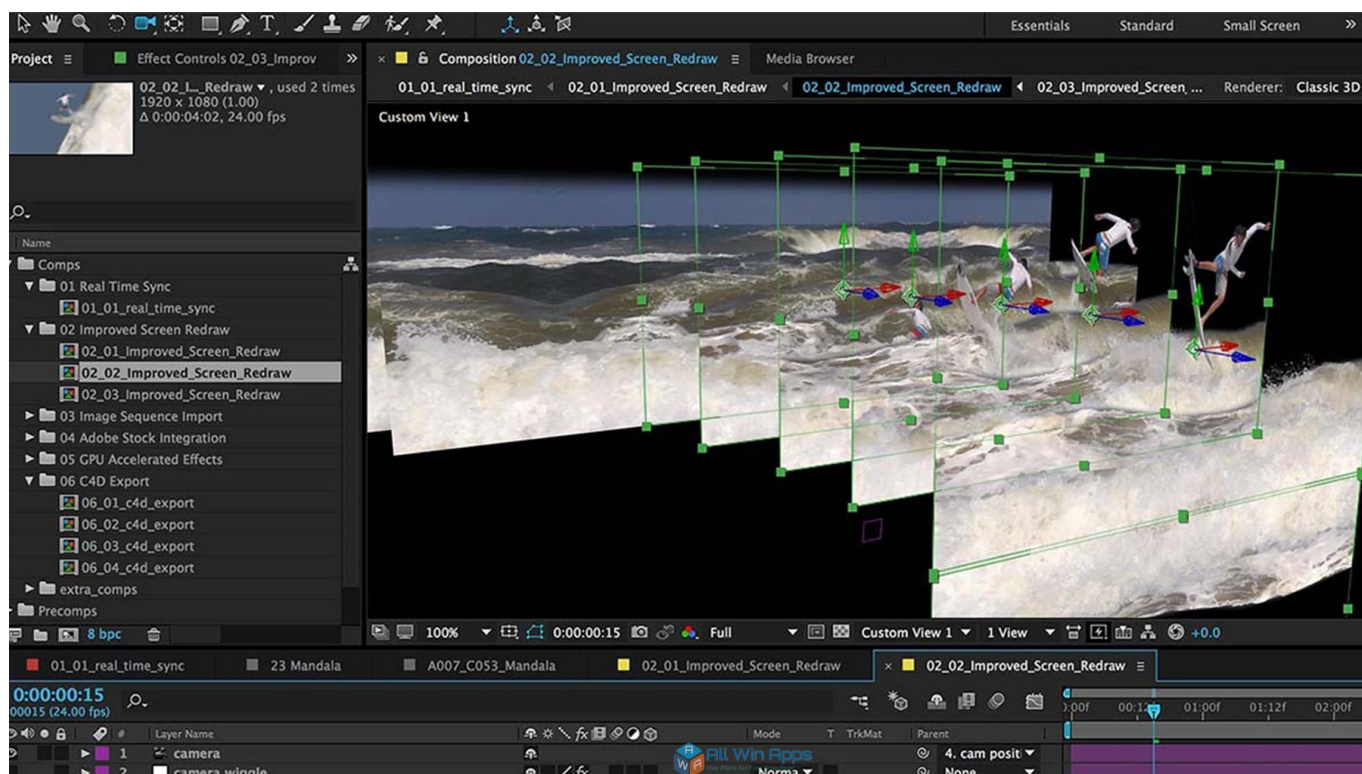 Essentials Standard Small Screen »
Project Effect Controls 02_03_Improv »
02_02_I..._Redraw ▾ , used 2 times
1920 x 1080 (1.00)
Δ 0:00:04:02, 24.00 fps
Name
Comps
01 Real Time Sync
01_01_real_time_sync
02 Improved Screen Redraw
02_01_Improved_Screen_Redraw
02_02_Improved_Screen_Redraw
02_03_Improved_Screen_Redraw
03 Image Sequence Import
04 Adobe Stock Integration
05 GPU Accelerated Effects
06 C4D Export
06_01_c4d_export
06_02_c4d_export
06_03_c4d_export
06_04_c4d_export
extra_comps
Precomps
8 bpc
× Composition 02_02_Improved_Screen_Redraw Media Browser
01_01_real_time_sync 02_01_Improved_Screen_Redraw 02_02_Improved_Screen_Redraw 02_03_Improved_Screen_... Renderer: Classic 3D
Custom View 1
100% 0:00:00:15 Full Custom View 1 1 View +0.0
01_01_real_time_sync 23 Mandala A007_C053_Mandala 02_01_Improved_Screen_Redraw × 02_02_Improved_Screen_Redraw
0:00:00:15
00015 (24.00 fps)
00:12 01:00f 01:12f 02:00f
# Layer Name Mode T TrkMat Parent
1 camera 4. cam positi
2 camera wiggle Norma None
All Win Apps